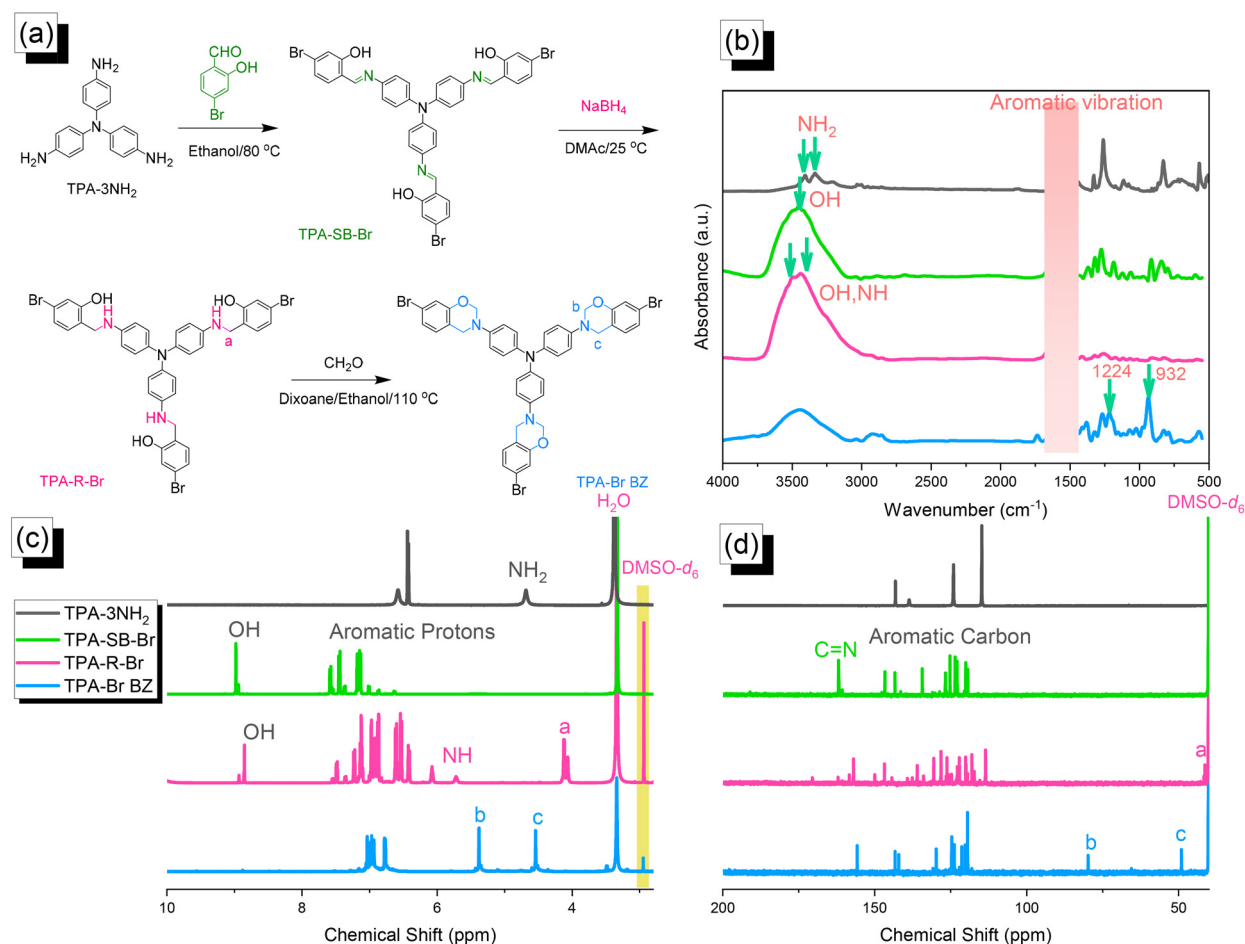 (a)
NH2
H2N
NH2
N
TPA-3NH2
CHO
OH
Br
Ethanol/80 oC
Br
OH
N
N
HO
Br
N
N
HO
Br
TPA-SB-Br
NaBH4
DMAc/25 oC
Br
OH
H
N
H
N
a
HO
Br
N
HN
HO
Br
TPA-R-Br
CH2O
Dixoane/Ethanol/110 oC
Br
O
N
b
O
N
c
Br
N
N
O
Br
TPA-Br BZ
(b)
Aromatic vibration
NH2
OH
OH,NH
1224
932
Absorbance (a.u.)
4000 3500 3000 2500 2000 1500 1000 500
Wavenumber (cm-1)
(c)
H2O
DMSO-d6
NH2
TPA-3NH2
TPA-SB-Br
TPA-R-Br
TPA-Br BZ
OH
Aromatic Protons
OH
NH
a
b
c
10 8 6 4
Chemical Shift (ppm)
(d)
DMSO-d6
C=N
Aromatic Carbon
a
b
c
200 150 100 50
Chemical Shift (ppm)